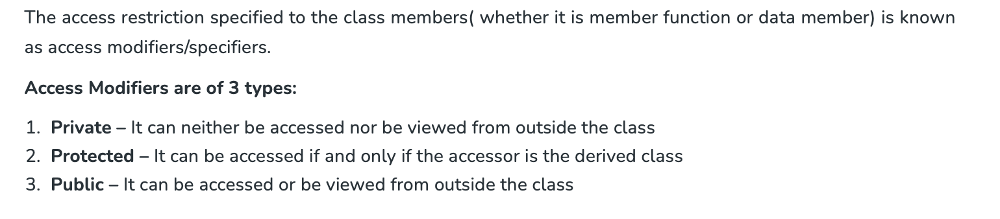 The access restriction specified to the class members( whether it is member function or data member) is known
as access modifiers/specifiers.
Access Modifiers are of 3 types:
1. Private – It can neither be accessed nor be viewed from outside the class
2. Protected – It can be accessed if and only if the accessor is the derived class
3. Public – It can be accessed or be viewed from outside the class